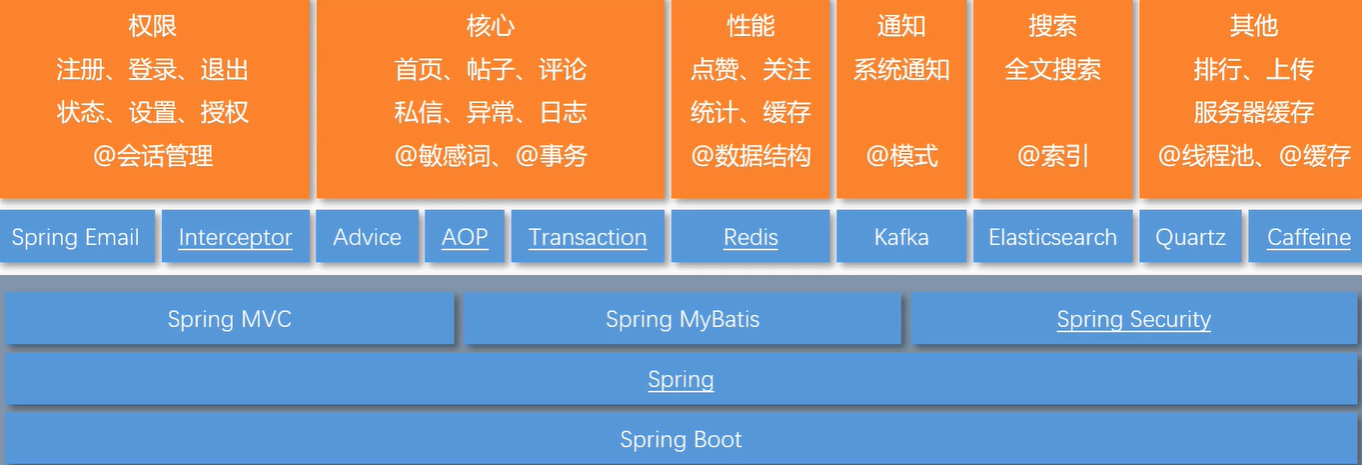 权限
注册、登录、退出
状态、设置、授权
@会话管理
核心
首页、帖子、评论
私信、异常、日志
@敏感词、@事务
性能
点赞、关注
统计、缓存
@数据结构
通知
系统通知
@模式
搜索
全文搜索
@索引
其他
排行、上传
服务器缓存
@线程池、@缓存
Spring Email
Interceptor
Advice
AOP
Transaction
Redis
Kafka
Elasticsearch
Quartz
Caffeine
Spring MVC
Spring MyBatis
Spring Security
Spring
Spring Boot